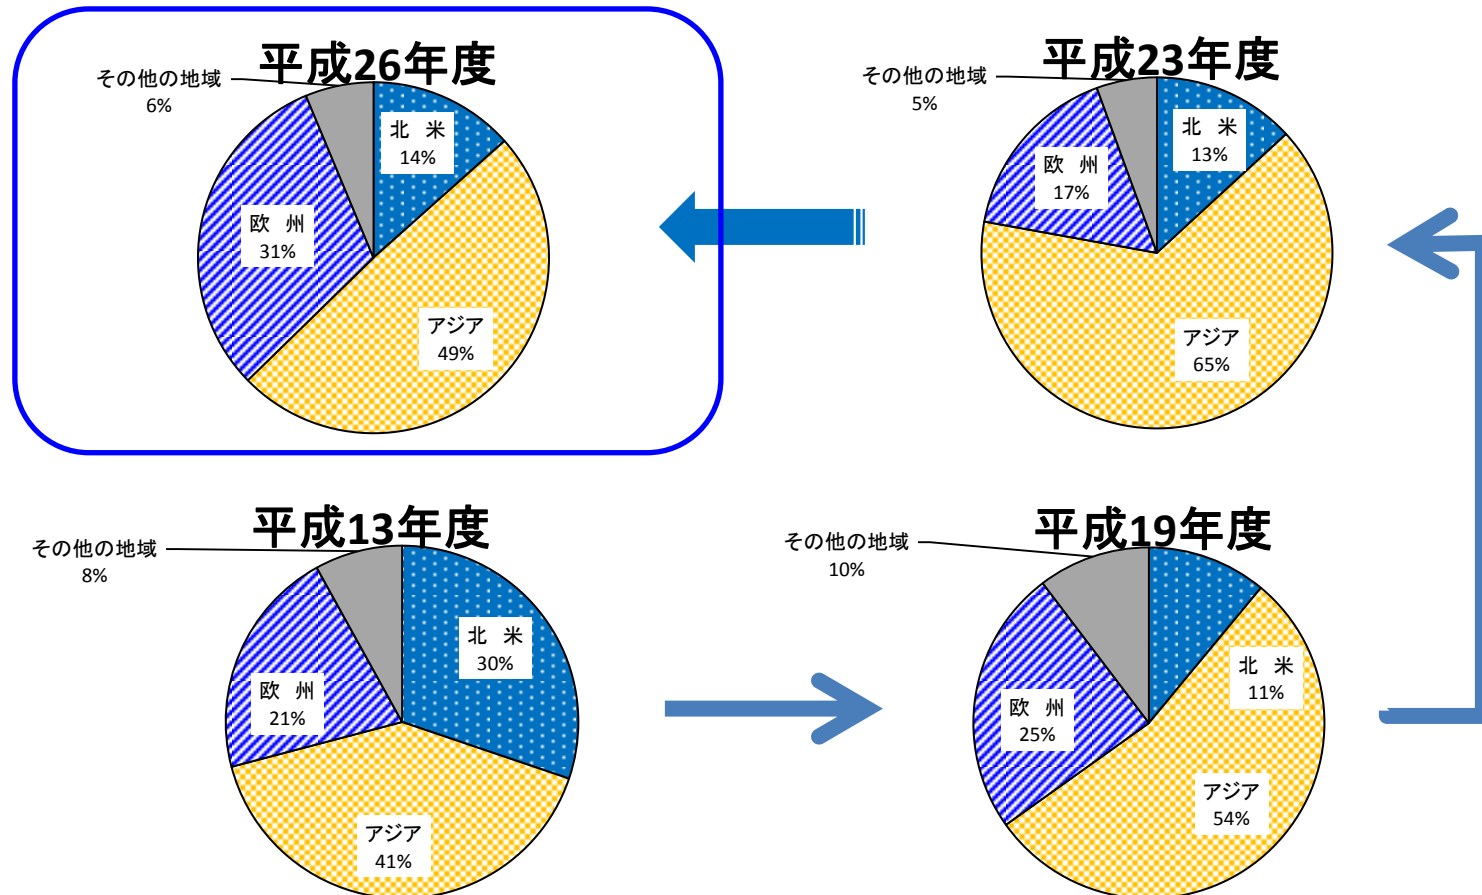 平成26年度
その他の地域
6%
北 米
14%
欧 州
31%
アジア
49%
平成23年度
その他の地域
5%
北 米
13%
欧 州
17%
アジア
65%
平成13年度
その他の地域
8%
北 米
30%
欧 州
21%
アジア
41%
平成19年度
その他の地域
10%
北 米
11%
欧 州
25%
アジア
54%